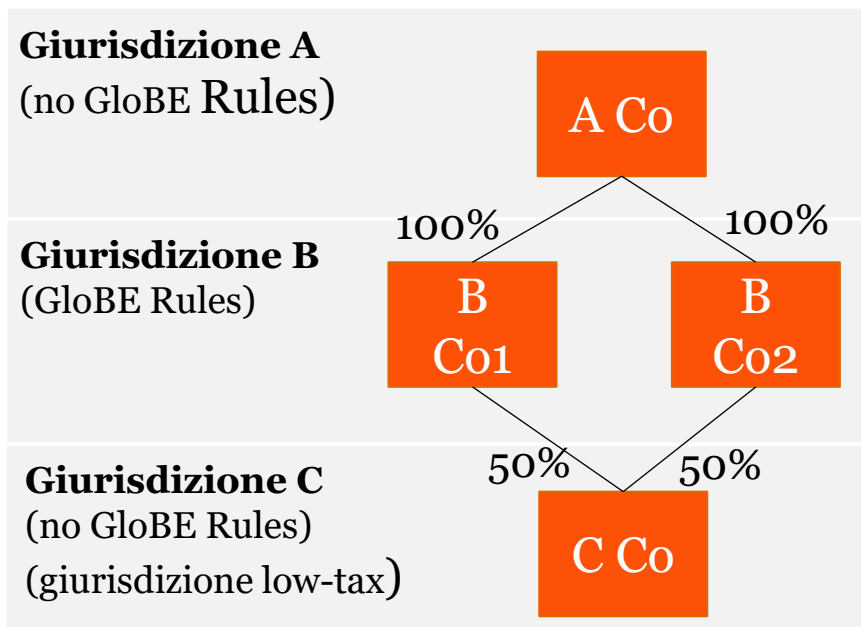 Giurisdizione A
(no GloBE Rules)
A Co
100%
100%
Giurisdizione B
(GloBE Rules)
B
Co1
B
Co2
50%
50%
Giurisdizione C
(no GloBE Rules)
(giurisdizione low-tax)
C Co